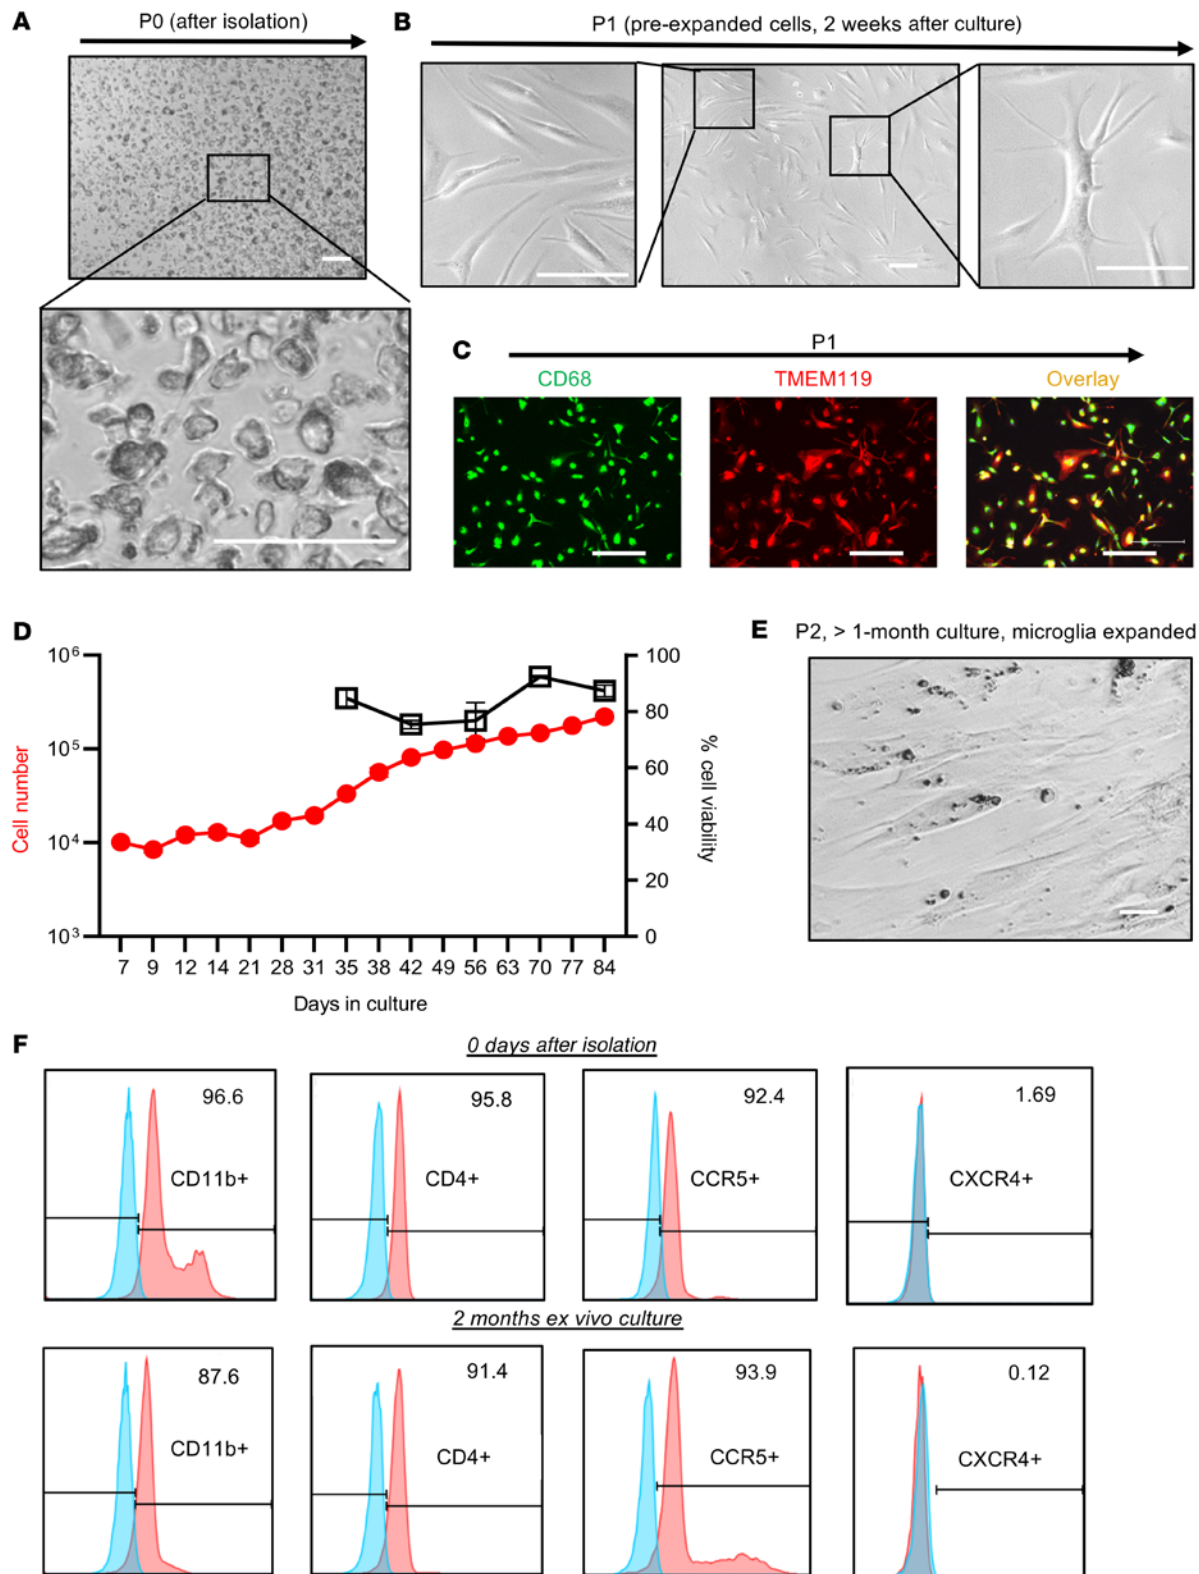 A
P0 (after isolation)
B
P1 (pre-expanded cells, 2 weeks after culture)
C
P1
CD68
TMEM119
Overlay
D
10⁶
10⁵
10⁴
10³
Cell number
100
80
60
40
20
0
% cell viability
7 9 12 14 21 28 31 35 38 42 49 56 63 70 77 84
Days in culture
E
P2, > 1-month culture, microglia expanded
F
0 days after isolation
96.6
CD11b+
95.8
CD4+
92.4
CCR5+
1.69
CXCR4+
2 months ex vivo culture
87.6
CD11b+
91.4
CD4+
93.9
CCR5+
0.12
CXCR4+